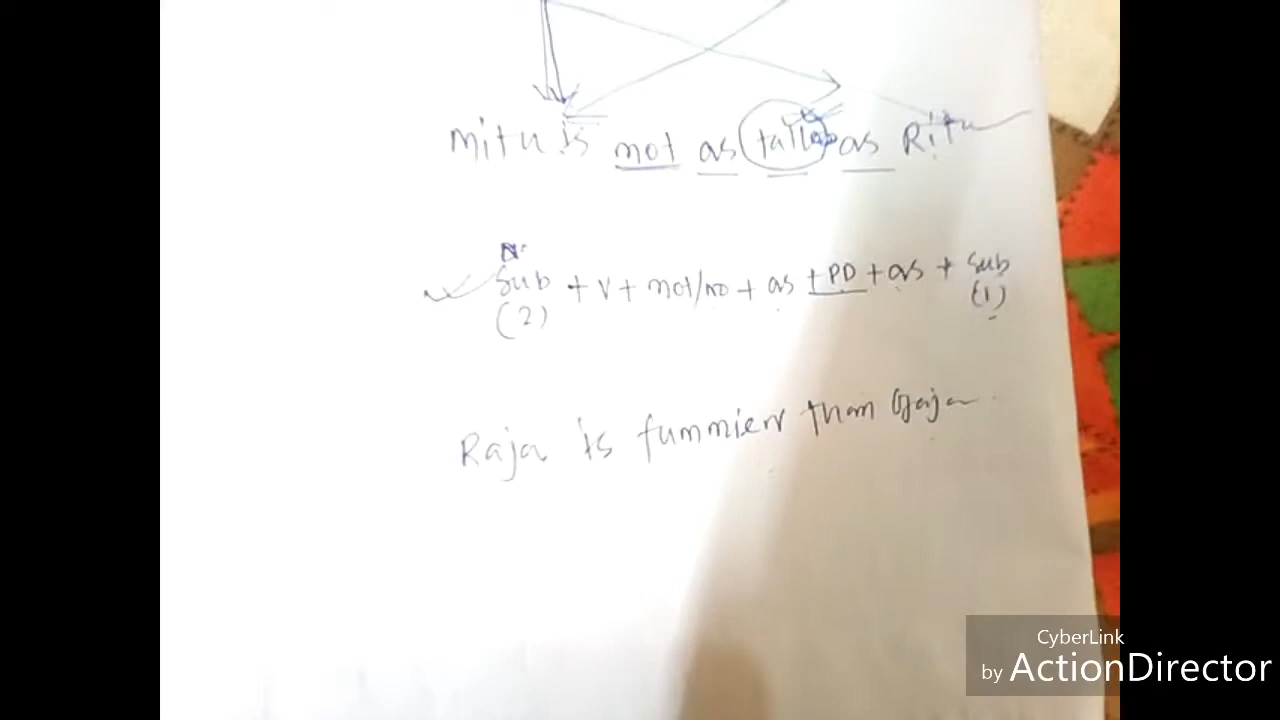 Mitu is not as tall as Ritu
N.
Sub + V + not/no + as + PD + as + Sub
(2) (1)
Raja is funnier than Gaja.
CyberLink
by ActionDirector